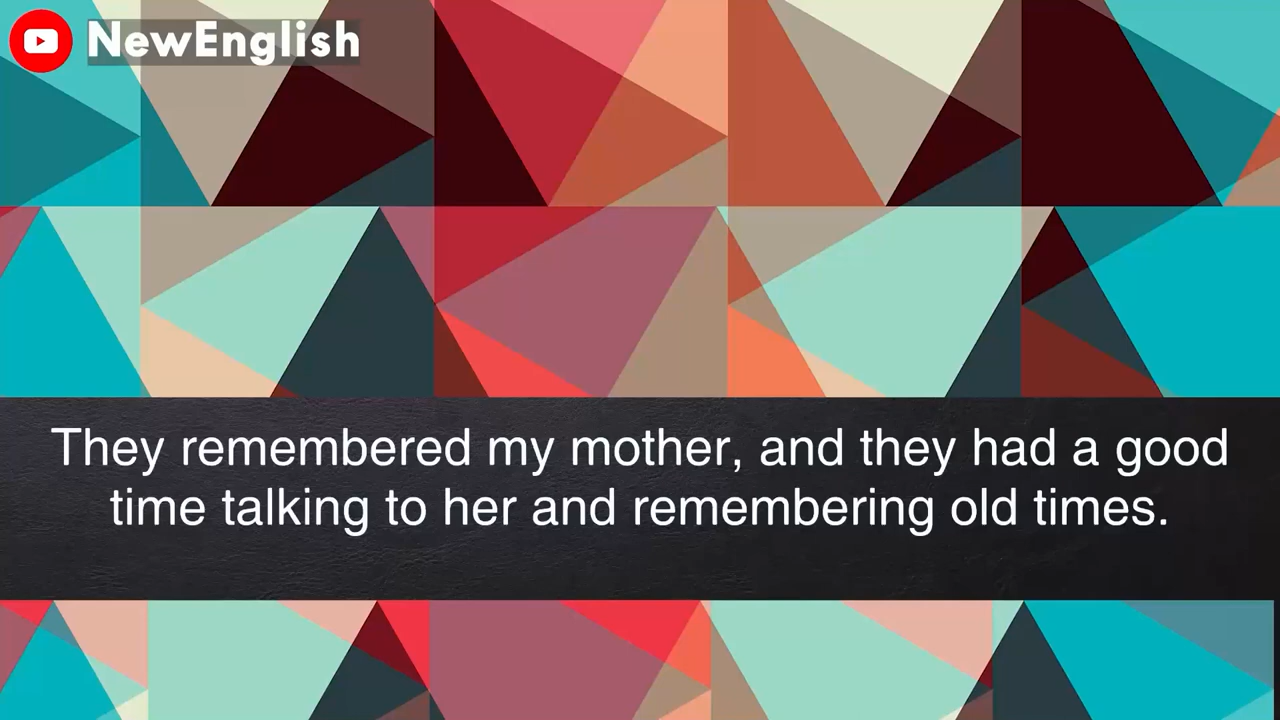 NewEnglish
They remembered my mother, and they had a good
time talking to her and remembering old times.